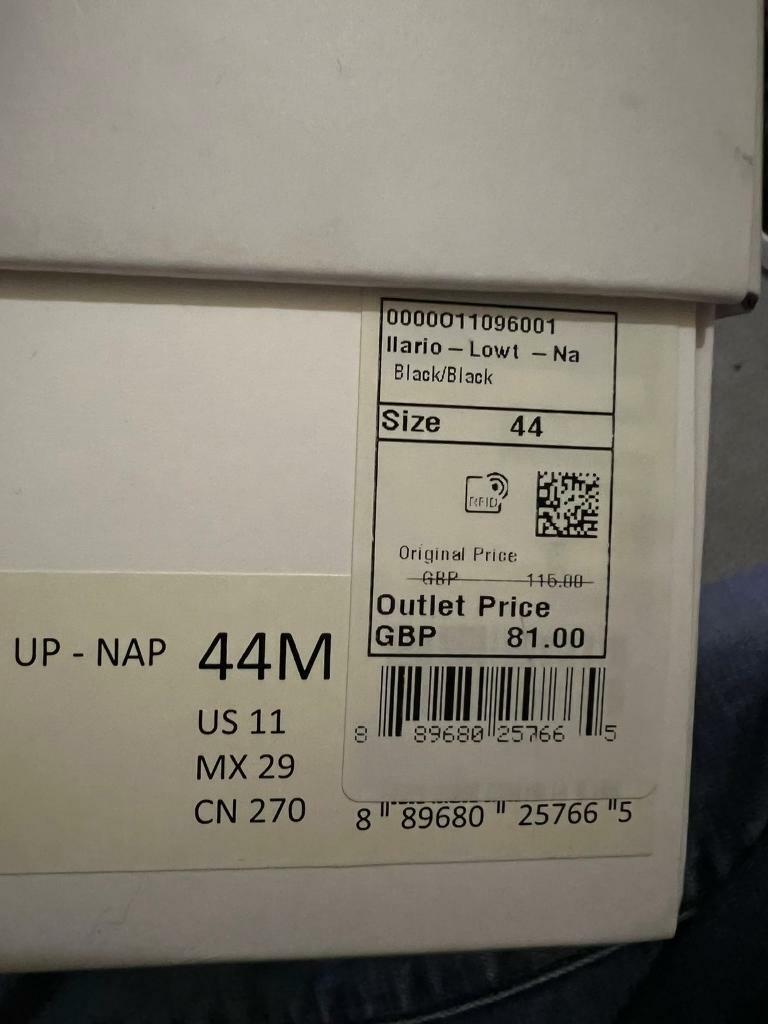 0000011096001
Ilario – Lowt – Na
Black/Black
Size 44
RFID
Original Price
GBP 115.00
Outlet Price
GBP 81.00
8 89680 25766 5
UP - NAP 44M
US 11
MX 29
CN 270
8 " 89680 " 25766 "5